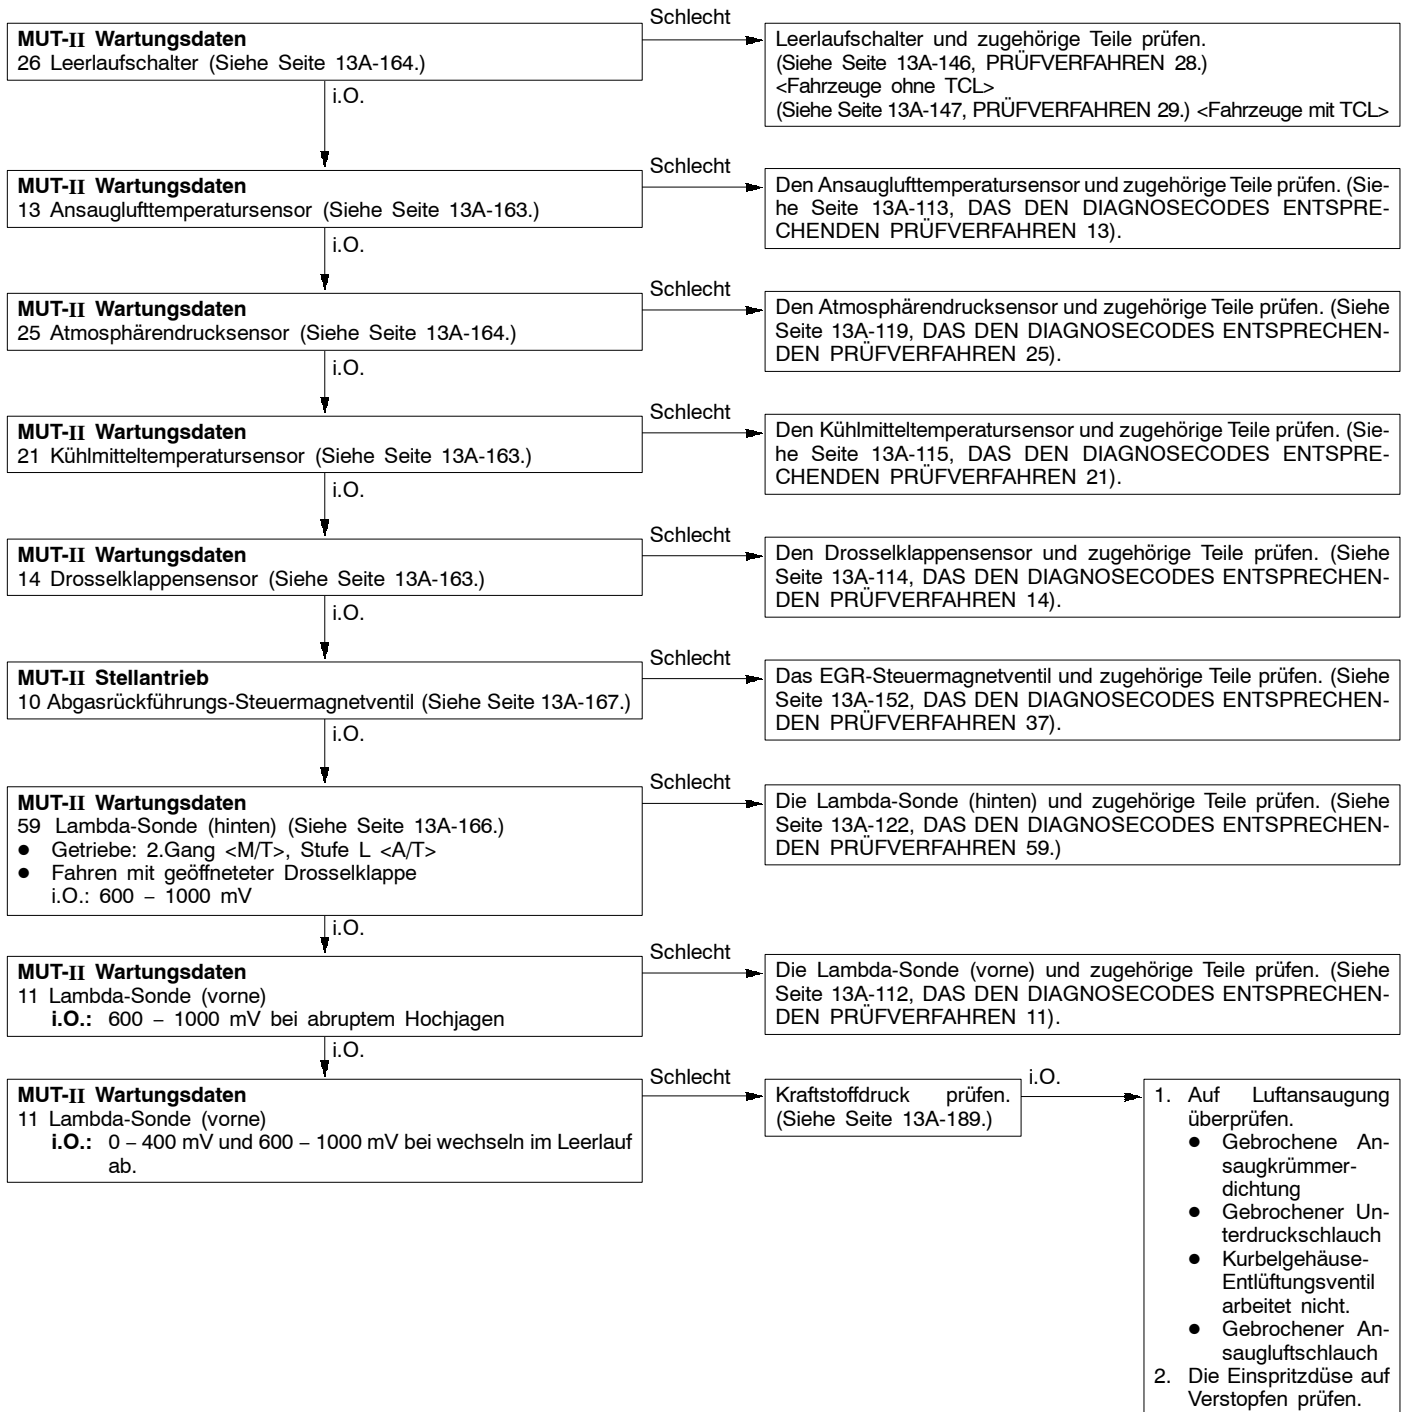 Schlecht
MUT-II Wartungsdaten
26 Leerlaufschalter (Siehe Seite 13A-164.)
Leerlaufschalter und zugehörige Teile prüfen.
(Siehe Seite 13A-146, PRÜFVERFAHREN 28.)
<Fahrzeuge ohne TCL>
(Siehe Seite 13A-147, PRÜFVERFAHREN 29.) <Fahrzeuge mit TCL>
i.O.
Schlecht
MUT-II Wartungsdaten
13 Ansauglufttemperatursensor (Siehe Seite 13A-163.)
Den Ansauglufttemperatursensor und zugehörige Teile prüfen. (Sie-
he Seite 13A-113, DAS DEN DIAGNOSECODES ENTSPRE-
CHENDEN PRÜFVERFAHREN 13).
i.O.
Schlecht
MUT-II Wartungsdaten
25 Atmosphärendrucksensor (Siehe Seite 13A-164.)
Den Atmosphärendrucksensor und zugehörige Teile prüfen. (Siehe
Seite 13A-119, DAS DEN DIAGNOSECODES ENTSPRECHEN-
DEN PRÜFVERFAHREN 25).
i.O.
Schlecht
MUT-II Wartungsdaten
21 Kühlmitteltemperatursensor (Siehe Seite 13A-163.)
Den Kühlmitteltemperatursensor und zugehörige Teile prüfen. (Sie-
he Seite 13A-115, DAS DEN DIAGNOSECODES ENTSPRE-
CHENDEN PRÜFVERFAHREN 21).
i.O.
Schlecht
MUT-II Wartungsdaten
14 Drosselklappensensor (Siehe Seite 13A-163.)
Den Drosselklappensensor und zugehörige Teile prüfen. (Siehe
Seite 13A-114, DAS DEN DIAGNOSECODES ENTSPRECHEN-
DEN PRÜFVERFAHREN 14).
i.O.
Schlecht
MUT-II Stellantrieb
10 Abgasrückführungs-Steuermagnetventil (Siehe Seite 13A-167.)
Das EGR-Steuermagnetventil und zugehörige Teile prüfen. (Siehe
Seite 13A-152, DAS DEN DIAGNOSECODES ENTSPRECHEN-
DEN PRÜFVERFAHREN 37).
i.O.
Schlecht
MUT-II Wartungsdaten
59 Lambda-Sonde (hinten) (Siehe Seite 13A-166.)
● Getriebe: 2.Gang <M/T>, Stufe L <A/T>
● Fahren mit geöffneteter Drosselklappe
i.O.: 600 – 1000 mV
Die Lambda-Sonde (hinten) und zugehörige Teile prüfen. (Siehe
Seite 13A-122, DAS DEN DIAGNOSECODES ENTSPRECHEN-
DEN PRÜFVERFAHREN 59.)
i.O.
Schlecht
MUT-II Wartungsdaten
11 Lambda-Sonde (vorne)
i.O.: 600 – 1000 mV bei abruptem Hochjagen
Die Lambda-Sonde (vorne) und zugehörige Teile prüfen. (Siehe
Seite 13A-112, DAS DEN DIAGNOSECODES ENTSPRECHEN-
DEN PRÜFVERFAHREN 11).
i.O.
Schlecht
MUT-II Wartungsdaten
11 Lambda-Sonde (vorne)
i.O.: 0 – 400 mV und 600 – 1000 mV bei wechseln im Leerlauf
ab.
Kraftstoffdruck prüfen.
(Siehe Seite 13A-189.)
i.O.
1. Auf Luftansaugung
überprüfen.
● Gebrochene An-
saugkrümmer-
dichtung
● Gebrochener Un-
terdruckschlauch
● Kurbelgehäuse-
Entlüftungsventil
arbeitet nicht.
● Gebrochener An-
saugluftschlauch
2. Die Einspritzdüse auf
Verstopfen prüfen.